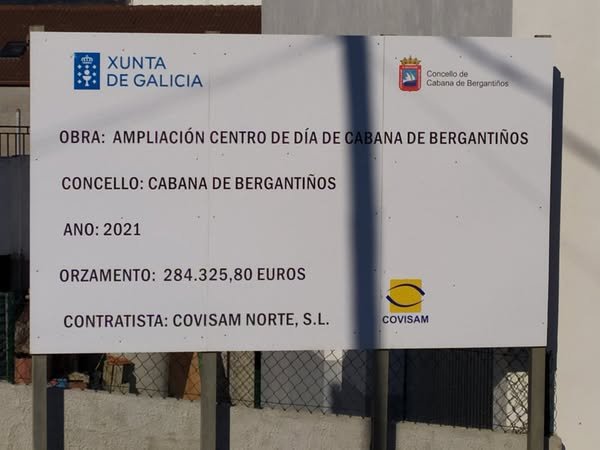 XUNTA
DE GALICIA
Concello de
Cabana de Bergantiños
OBRA: AMPLIACIÓN CENTRO DE DÍA DE CABANA DE BERGANTIÑOS
CONCELLO: CABANA DE BERGANTIÑOS
ANO: 2021
ORZAMENTO: 284.325,80 EUROS
CONTRATISTA: COVISAM NORTE, S.L.
COVISAM